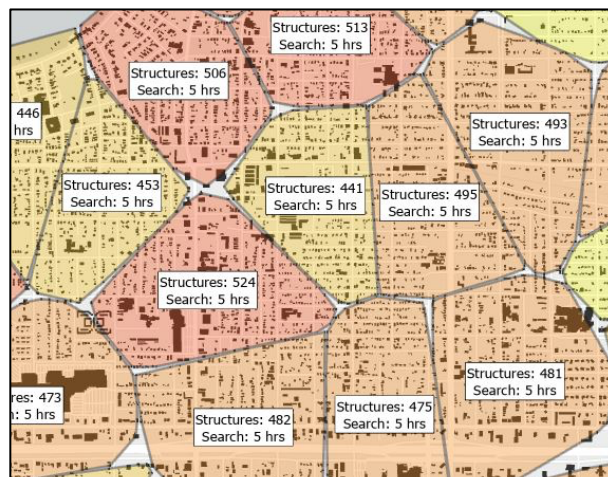 Structures: 513
Search: 5 hrs
Structures: 506
Search: 5 hrs
446
hrs
Structures: 493
Search: 5 hrs
Structures: 453
Search: 5 hrs
Structures: 441
Search: 5 hrs
Structures: 495
Search: 5 hrs
Structures: 524
Search: 5 hrs
res: 473
h: 5 hrs
Structures: 482
Search: 5 hrs
Structures: 475
Search: 5 hrs
Structures: 481
Search: 5 hrs